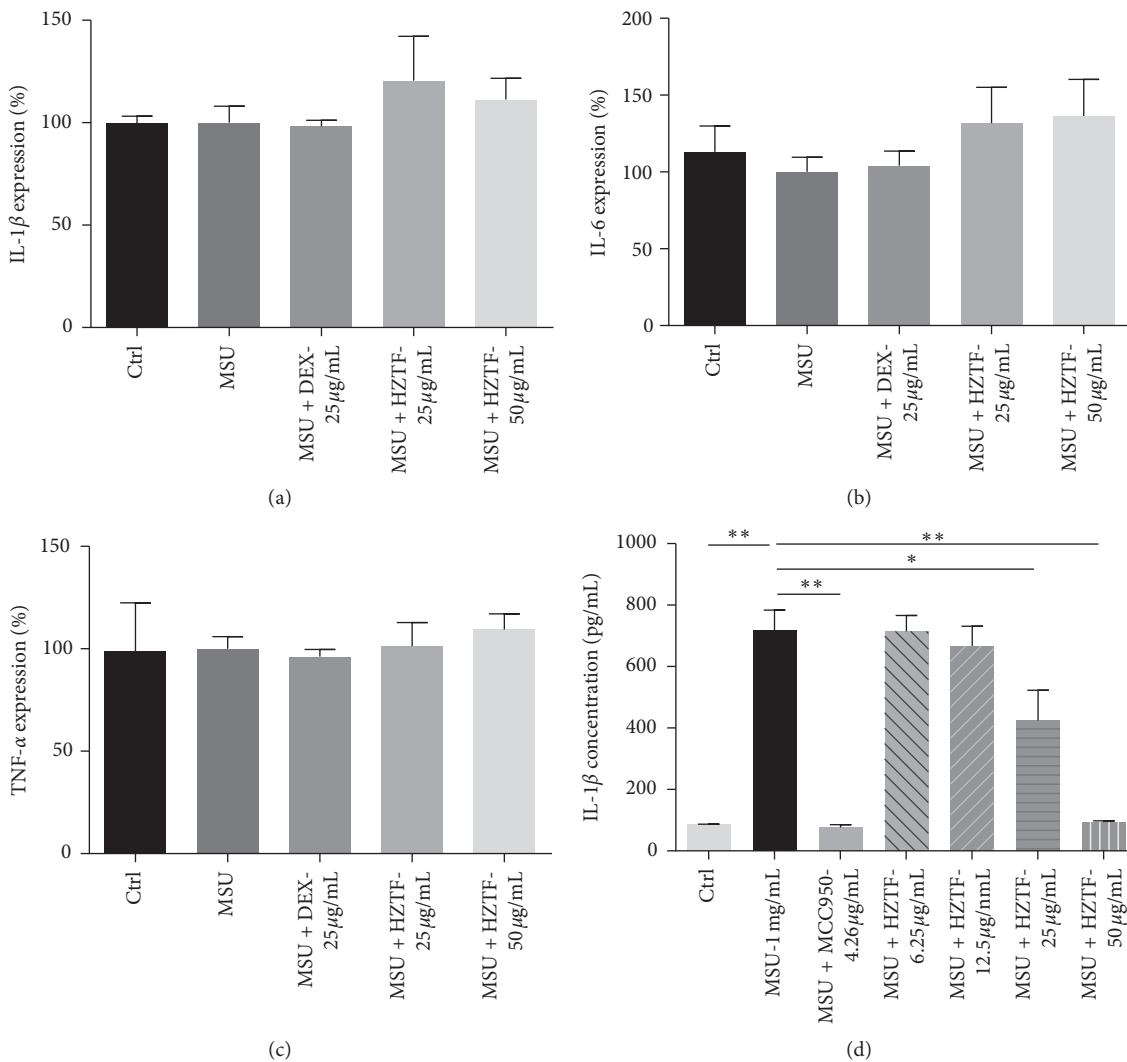 150
100
50
0
IL-1β expression (%)
Ctrl
MSU
MSU + DEX-
25 μg/mL
MSU + HZTF-
25 μg/mL
MSU + HZTF-
50 μg/mL
(a)
200
150
100
50
0
IL-6 expression (%)
Ctrl
MSU
MSU + DEX-
25 μg/mL
MSU + HZTF-
25 μg/mL
MSU + HZTF-
50 μg/mL
(b)
150
100
50
0
TNF-α expression (%)
Ctrl
MSU
MSU + DEX-
25 μg/mL
MSU + HZTF-
25 μg/mL
MSU + HZTF-
50 μg/mL
(c)
1000
800
600
400
200
0
IL-1β concentration (pg/mL)
**
**
*
**
Ctrl
MSU-1 mg/mL
MSU + MCC950-
4.26 μg/mL
MSU + HZTF-
6.25 μg/mL
MSU + HZTF-
12.5 μg/nmL
MSU + HZTF-
25 μg/mL
MSU + HZTF-
50 μg/mL
(d)